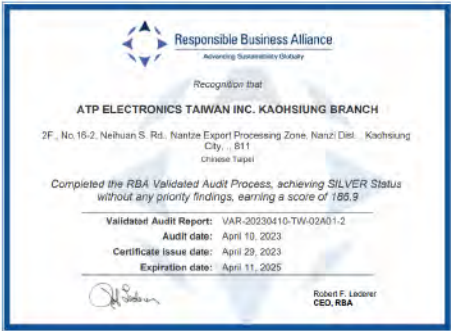 Responsible Business Alliance
Advancing Sustainability Globally
Recognition that
ATP ELECTRONICS TAIWAN INC. KAOHSIUNG BRANCH
2F., No.16-2, Neihuan S. Rd., Nantze Export Processing Zone, Nanzi Dist., Kaohsiung
City, ., 811
Chinese Taipei
Completed the RBA Validated Audit Process, achieving SILVER Status
without any priority findings, earning a score of 186.9
Validated Audit Report: VAR-20230410-TW-02A01-2
Audit date: April 10, 2023
Certificate issue date: April 29, 2023
Expiration date: April 11, 2025
Robert F. Lederer
CEO, RBA